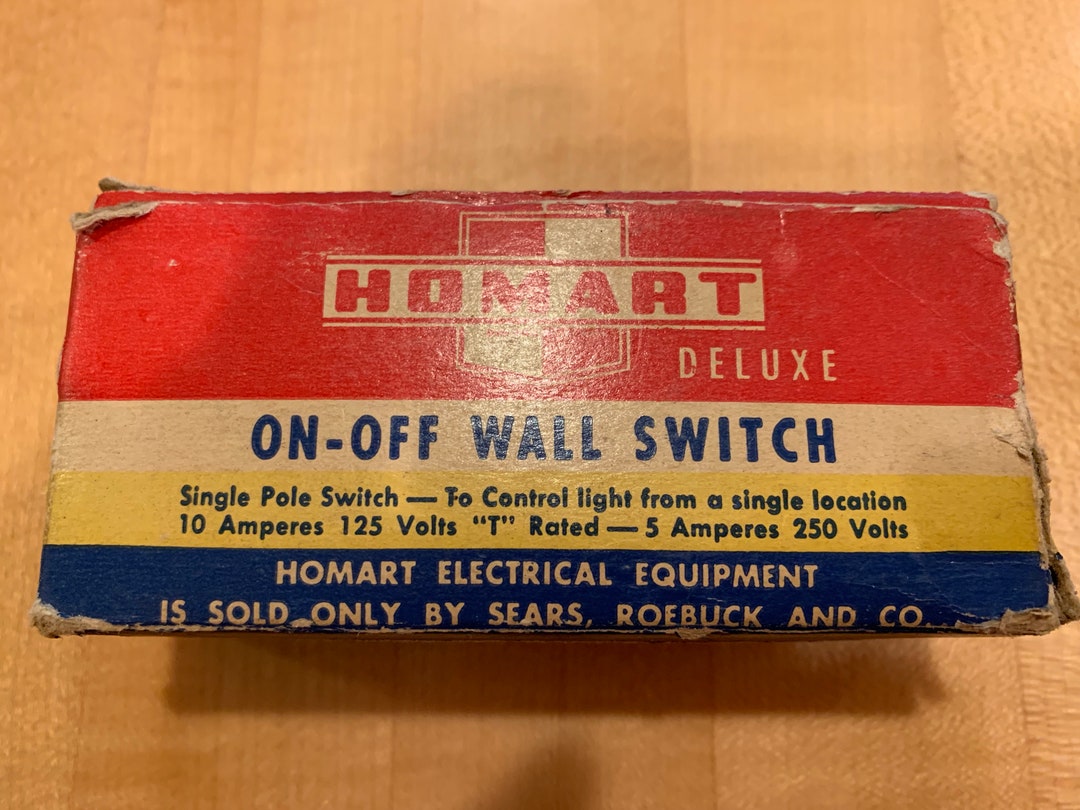 HOMART
DELUXE
ON-OFF WALL SWITCH
Single Pole Switch — To Control light from a single location
10 Amperes 125 Volts "T" Rated — 5 Amperes 250 Volts
HOMART ELECTRICAL EQUIPMENT
IS SOLD ONLY BY SEARS, ROEBUCK AND CO.